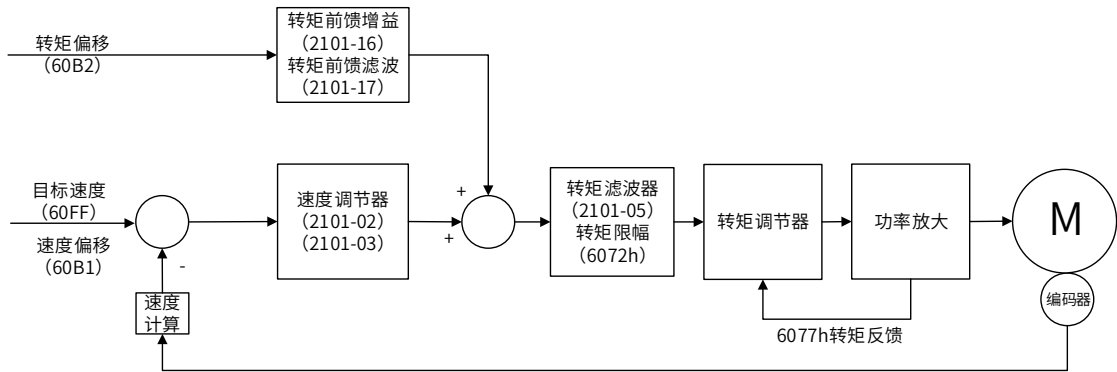 转矩偏移
（60B2）
转矩前馈增益
（2101-16）
转矩前馈滤波
（2101-17）
目标速度
（60FF）
速度偏移
（60B1）
-
速度
计算
速度调节器
（2101-02）
（2101-03）
+
+
转矩滤波器
（2101-05）
转矩限幅
（6072h）
转矩调节器
功率放大
M
编码器
6077h转矩反馈